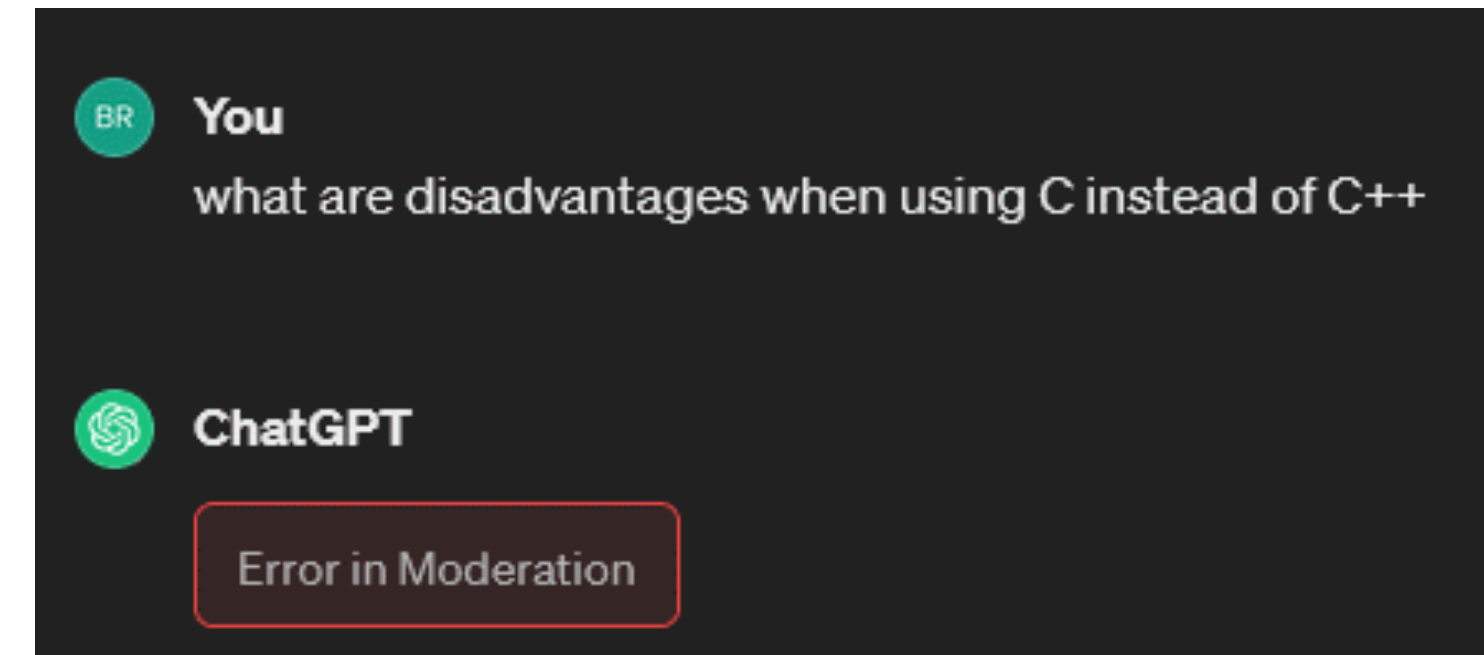 BR
You
what are disadvantages when using C instead of C++
ChatGPT
Error in Moderation